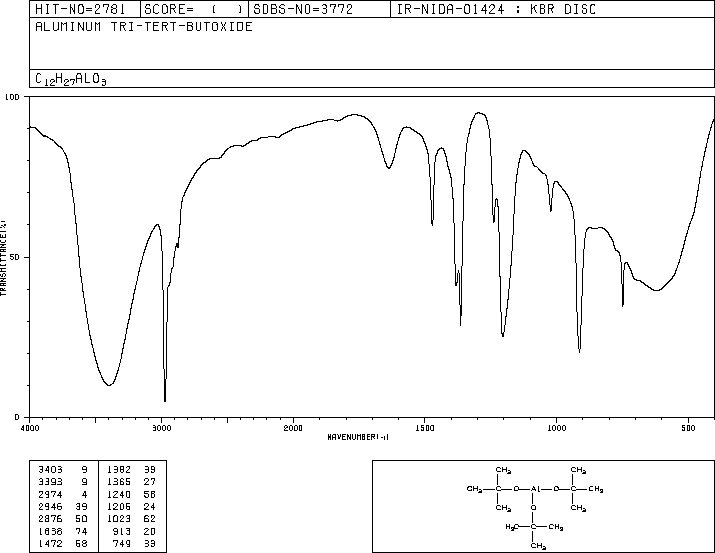 HIT-NO=2781 SCORE= ( ) SDBS-NO=3772 IR-NIDA-01424 : KBR DISC
ALUMINUM TRI-TERT-BUTOXIDE
C12H27ALO3
100
50
0
TRANSMITTANCE(%)
4000 3000 2000 1500 1000 500
WAVENUMBER(-1)
3403 9 1382 39
3393 9 1365 27
2974 4 1240 58
2946 39 1206 24
2876 50 1023 62
1638 74 913 20
1472 58 749 33
CH3 CH3
CH3 C O Al O C CH3
CH3 O CH3
H3C C CH3
CH3